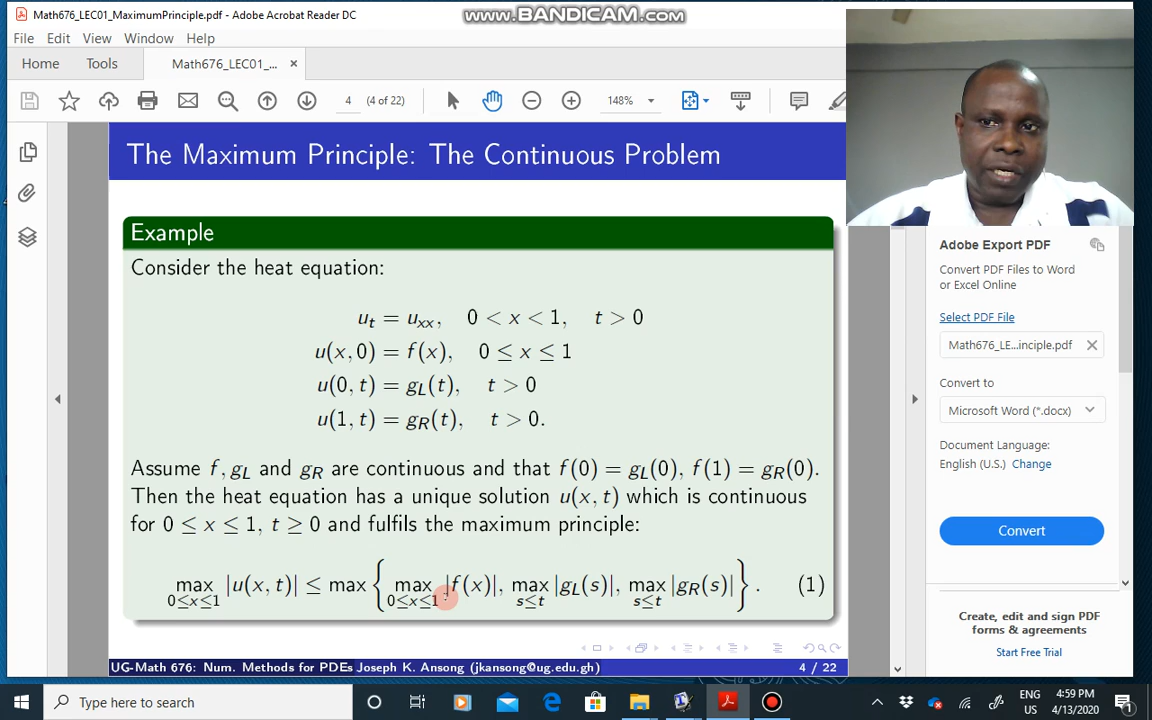 Math676_LEC01_MaximumPrinciple.pdf - Adobe Acrobat Reader DC
www.BANDICAM.com
File Edit View Window Help
Home Tools Math676_LEC01_... ×
4 (4 of 22) 148%
The Maximum Principle: The Continuous Problem
Example
Consider the heat equation:
u_t = u_xx, 0 < x < 1, t > 0
u(x, 0) = f(x), 0 ≤ x ≤ 1
u(0, t) = g_L(t), t > 0
u(1, t) = g_R(t), t > 0.
Assume f, g_L and g_R are continuous and that f(0) = g_L(0), f(1) = g_R(0).
Then the heat equation has a unique solution u(x, t) which is continuous
for 0 ≤ x ≤ 1, t ≥ 0 and fulfils the maximum principle:
max_{0≤x≤1} |u(x, t)| ≤ max { max_{0≤x≤1} |f(x)|, max_{s≤t} |g_L(s)|, max_{s≤t} |g_R(s)| }. (1)
UG-Math 676: Num. Methods for PDEs Joseph K. Ansong (jkansong@ug.edu.gh) 4 / 22
Adobe Export PDF
Convert PDF Files to Word
or Excel Online
Select PDF File
Math676_LE...inciple.pdf
Convert to
Microsoft Word (*.docx)
Document Language:
English (U.S.) Change
Convert
Create, edit and sign PDF
forms & agreements
Start Free Trial
Type here to search
ENG
US
4:59 PM
4/13/2020
1